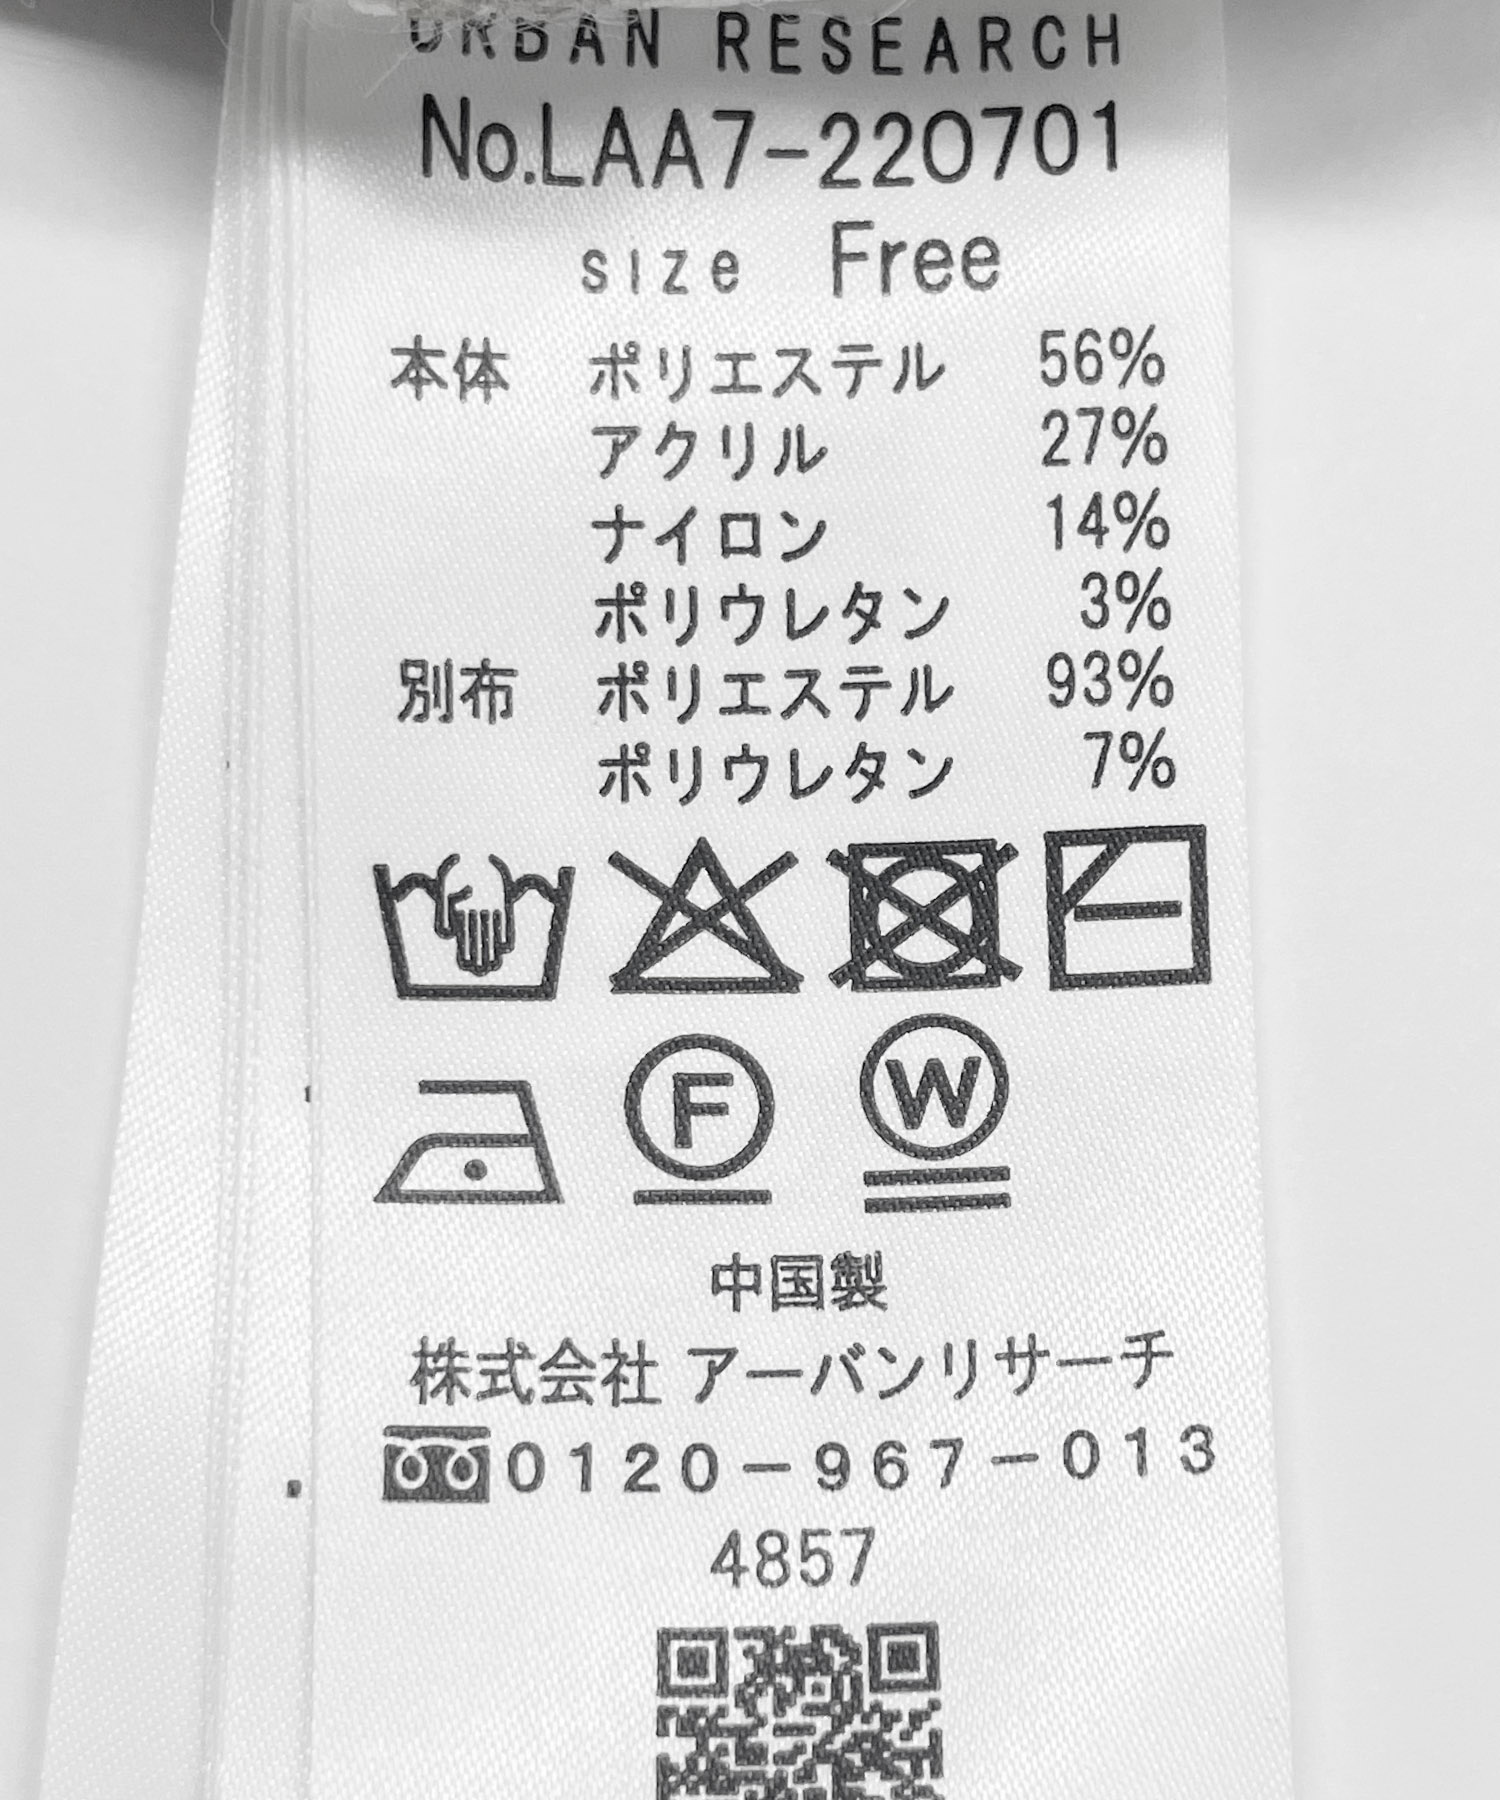 URBAN RESEARCH
No.LAA7-220701
size Free
本体 ポリエステル 56%
アクリル 27%
ナイロン 14%
ポリウレタン 3%
別布 ポリエステル 93%
ポリウレタン 7%
F W
中国製
株式会社 アーバンリサーチ
0120-967-013
4857